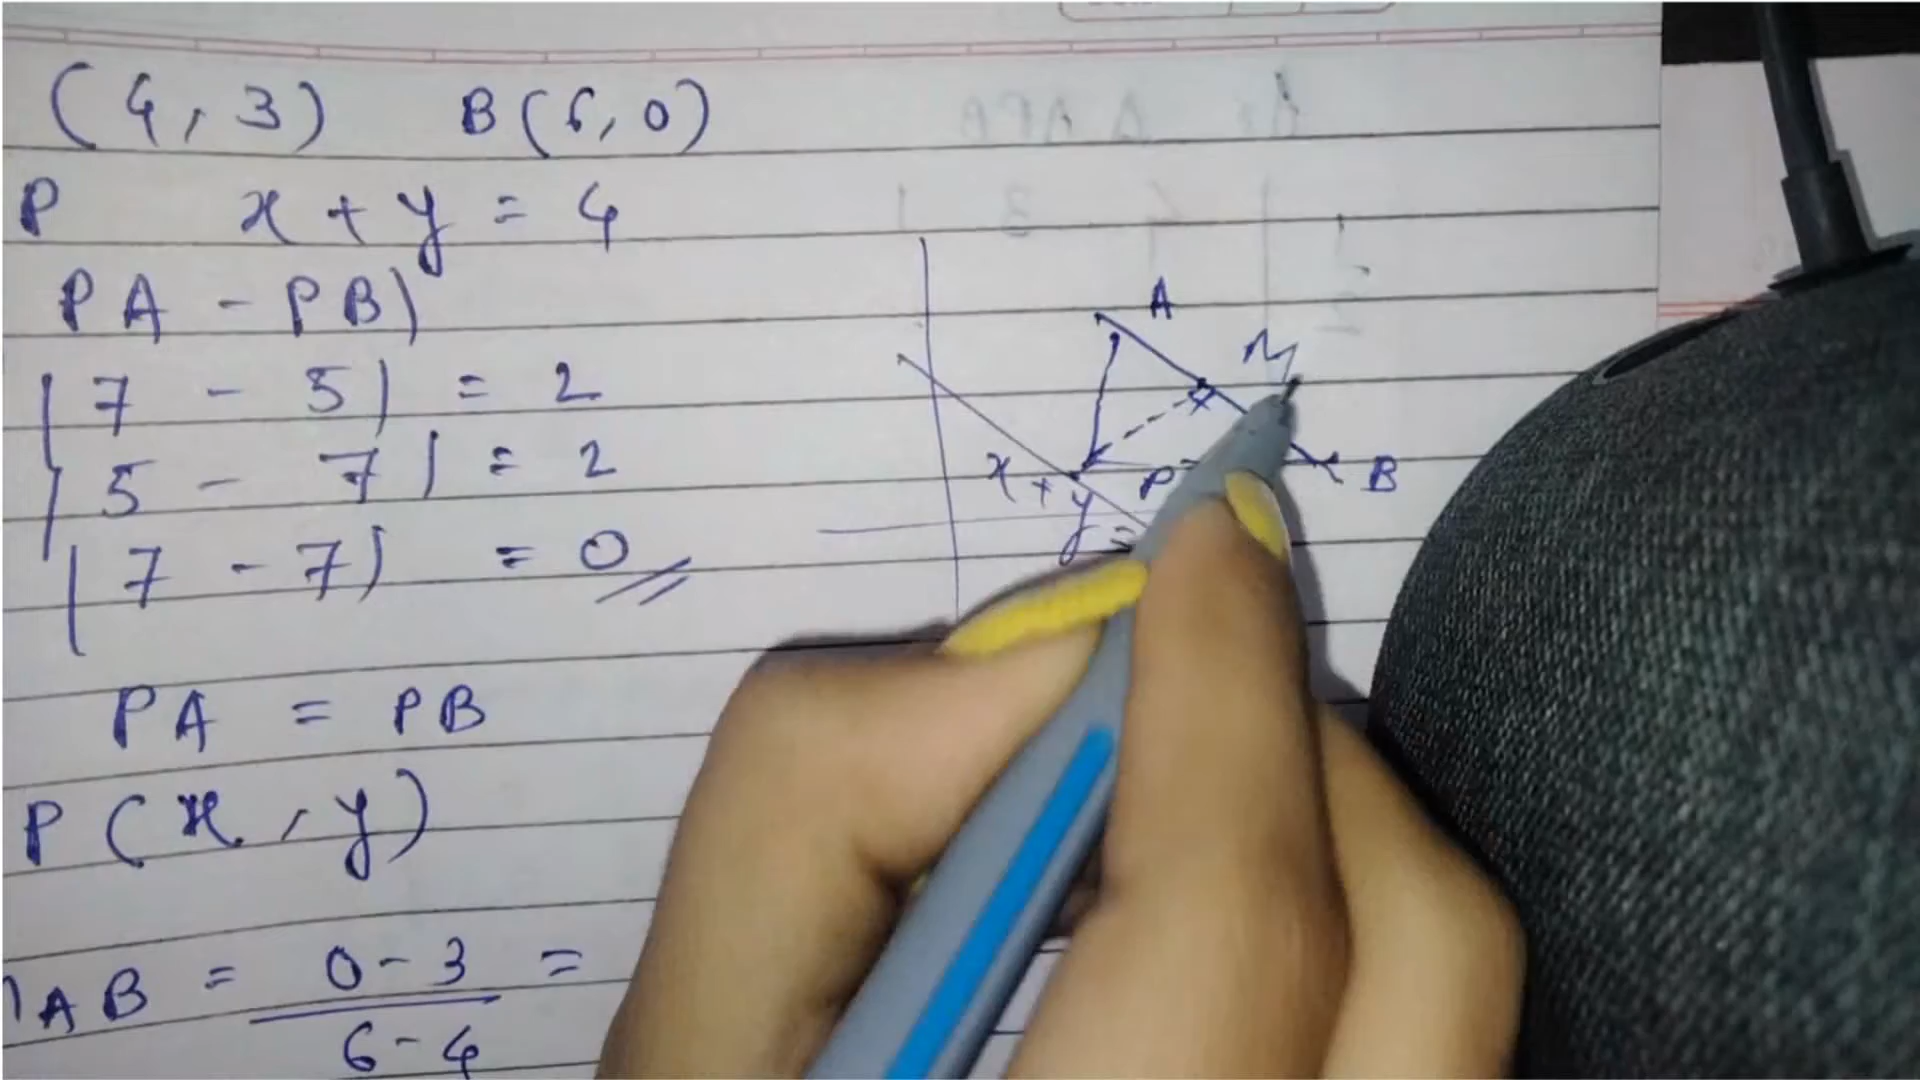 (4, 3) B(6, 0)
P x + y = 4
PA - PB|
|7 - 5| = 2
|5 - 7| = 2
|7 - 7| = 0
PA = PB
P(x, y)
AB = 0-3 =
6-4
A
M
B
P
x + y =